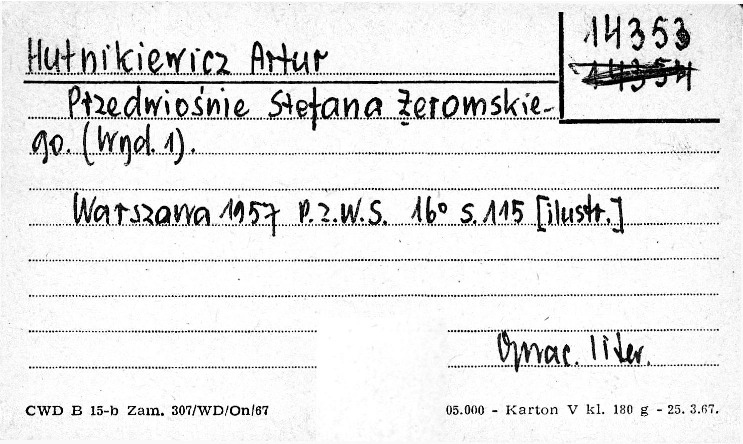 Hutnikiewicz Artur
14353
14354
Przedwiośnie Stefana Żeromskie-
go. (Wyd. 1).
Warszawa 1957 P.Z.W.S. 16° s. 115 [ilustr.]
Oprac. liter.
CWD B 15-b Zam. 307/WD/On/67
05.000 - Karton V kl. 180 g - 25. 3.67.